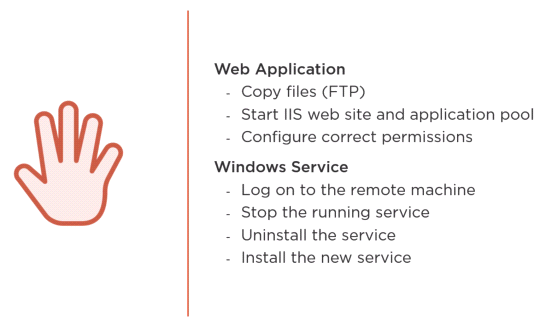 Web Application
- Copy files (FTP)
- Start IIS web site and application pool
- Configure correct permissions
Windows Service
- Log on to the remote machine
- Stop the running service
- Uninstall the service
- Install the new service